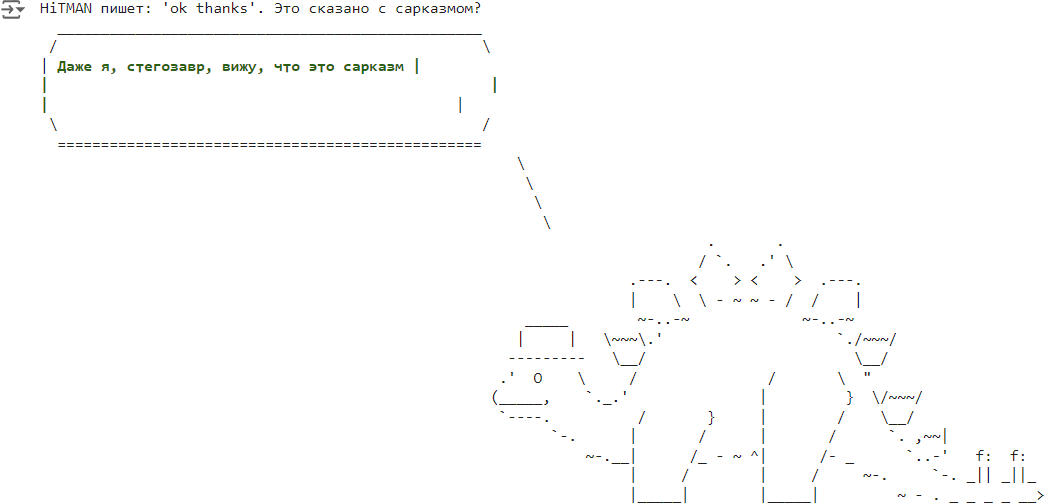 HiTMAN пишет: 'ok thanks'. Это сказано с сарказмом?
Даже я, стегозавр, вижу, что это сарказм